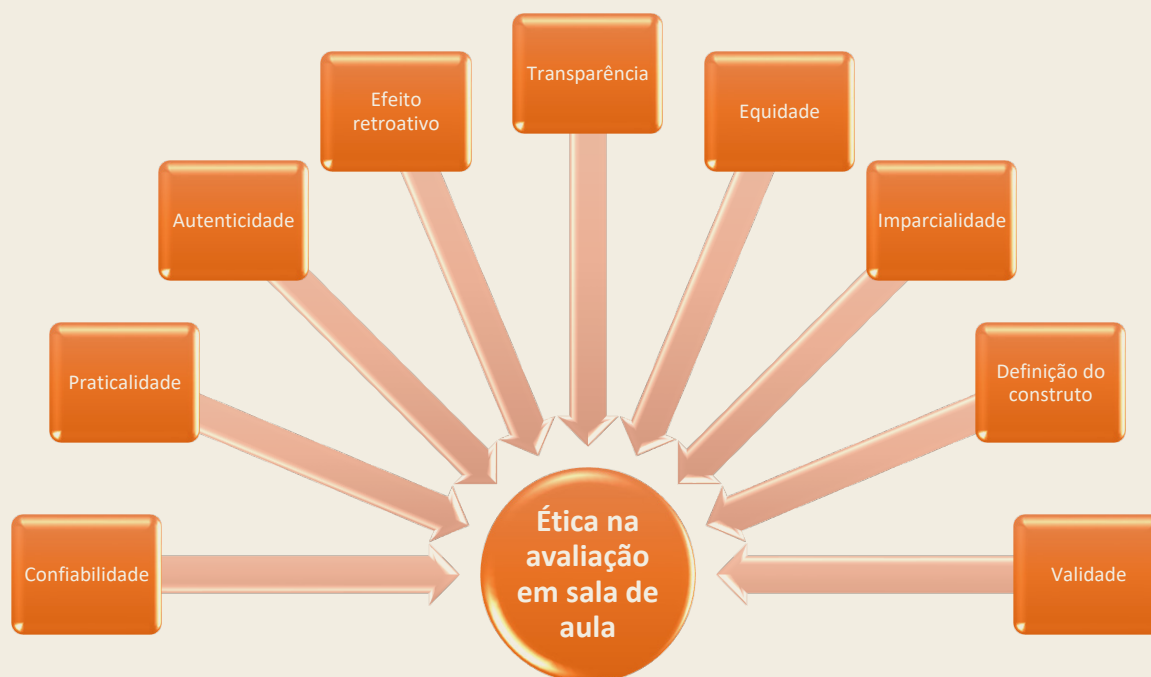 Transparência
Efeito
retroativo
Equidade
Autenticidade
Imparcialidade
Praticalidade
Definição do
construto
Confiabilidade
Validade
Ética na
avaliação
em sala de
aula